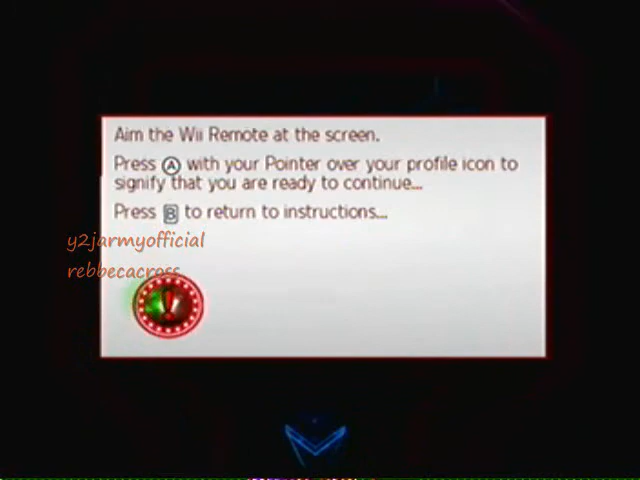 Aim the Wii Remote at the screen.
Press A with your Pointer over your profile icon to
signify that you are ready to continue...
Press B to return to instructions...
y2jarmyofficial
rebbecacross